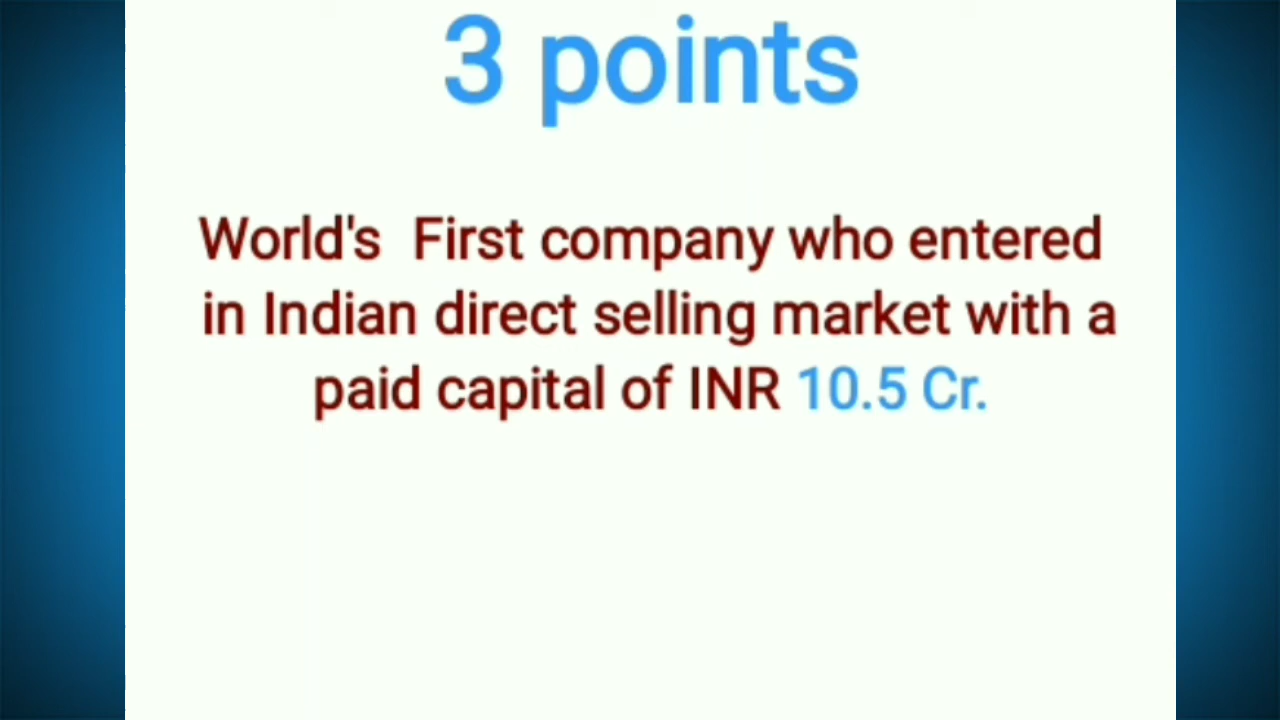 3 points
World's First company who entered
in Indian direct selling market with a
paid capital of INR 10.5 Cr.